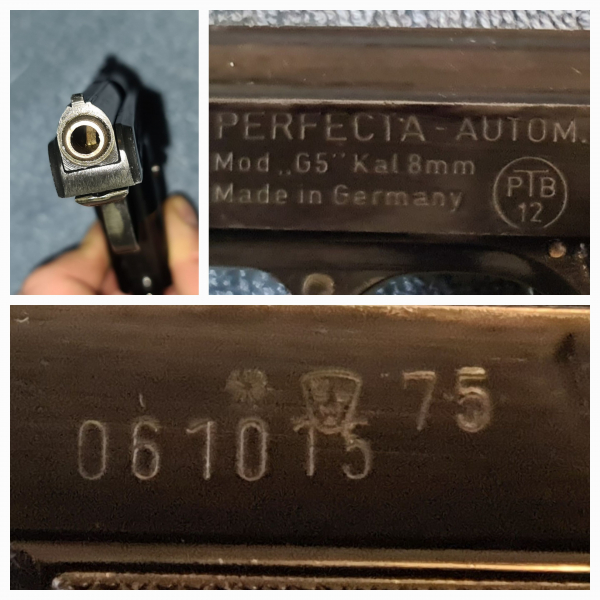 PERFECTA-AUTOM.
Mod „G5" Kal 8mm
Made in Germany
PTB
12
75
061015